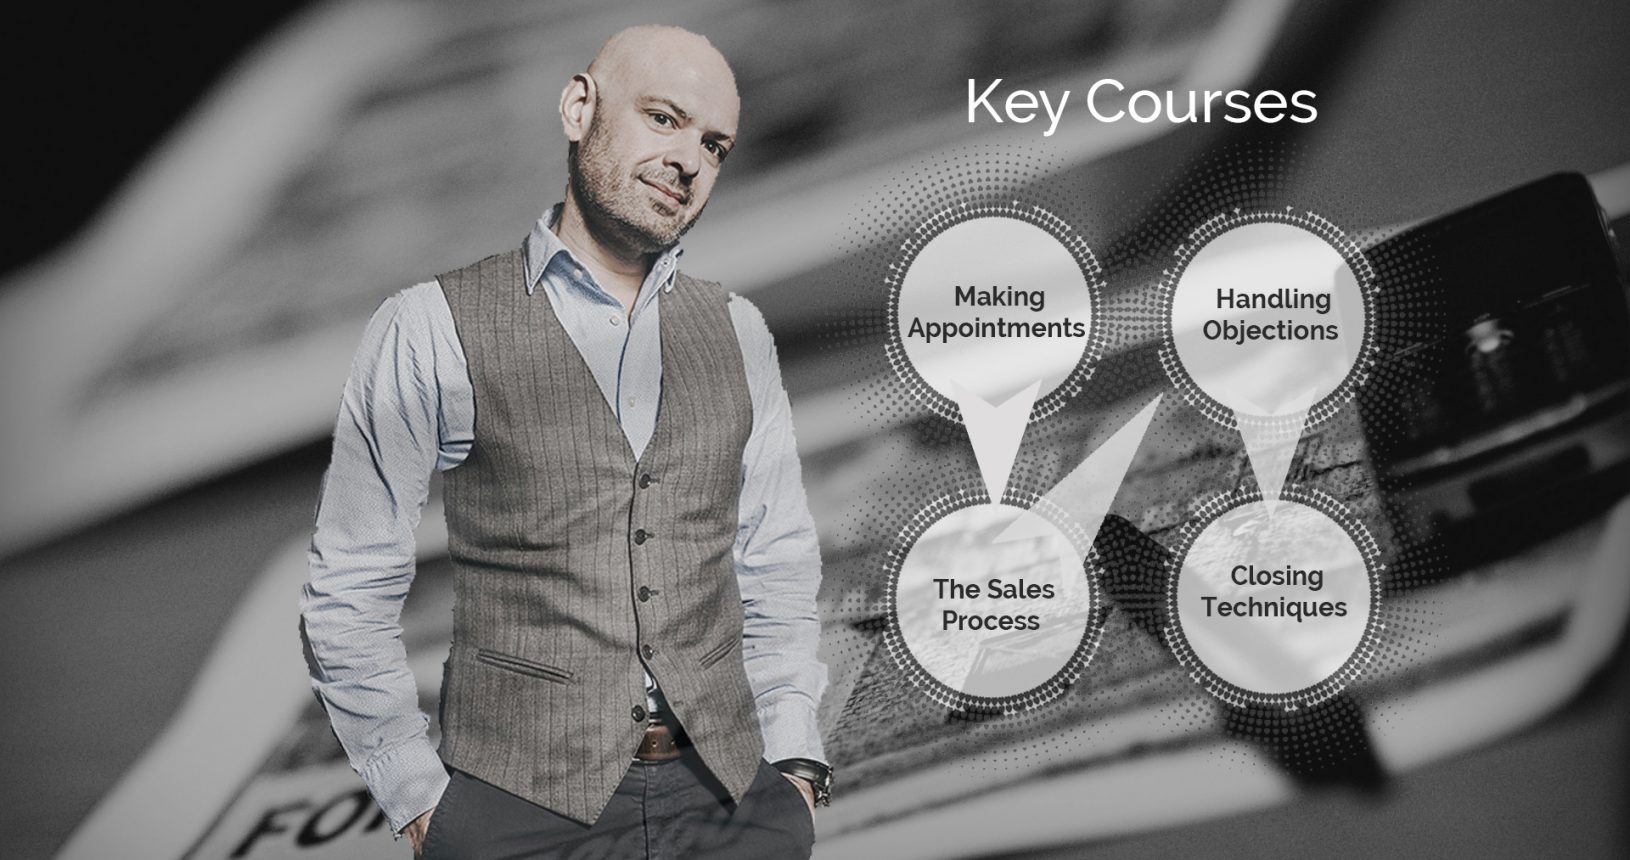 Key Courses
Making
Appointments
The Sales
Process
Handling
Objections
Closing
Techniques